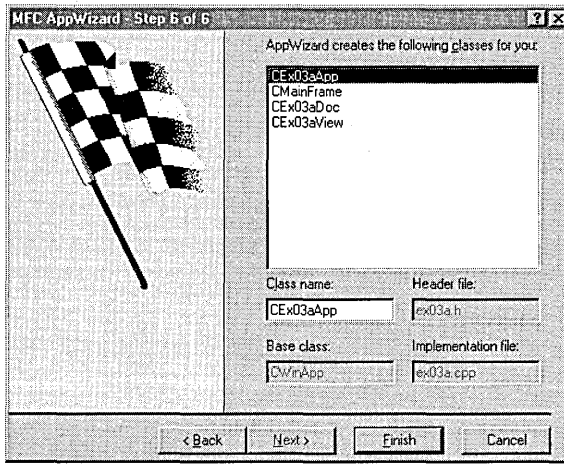 MFC AppWizard - Step 6 of 6
AppWizard creates the following classes for you:
CEx03aApp
CMainFrame
CEx03aDoc
CEx03aView
Class name:
Header file:
CEx03aApp
ex03a.h
Base class:
Implementation file:
CWinApp
ex03a.cpp
< Back
Next >
Finish
Cancel